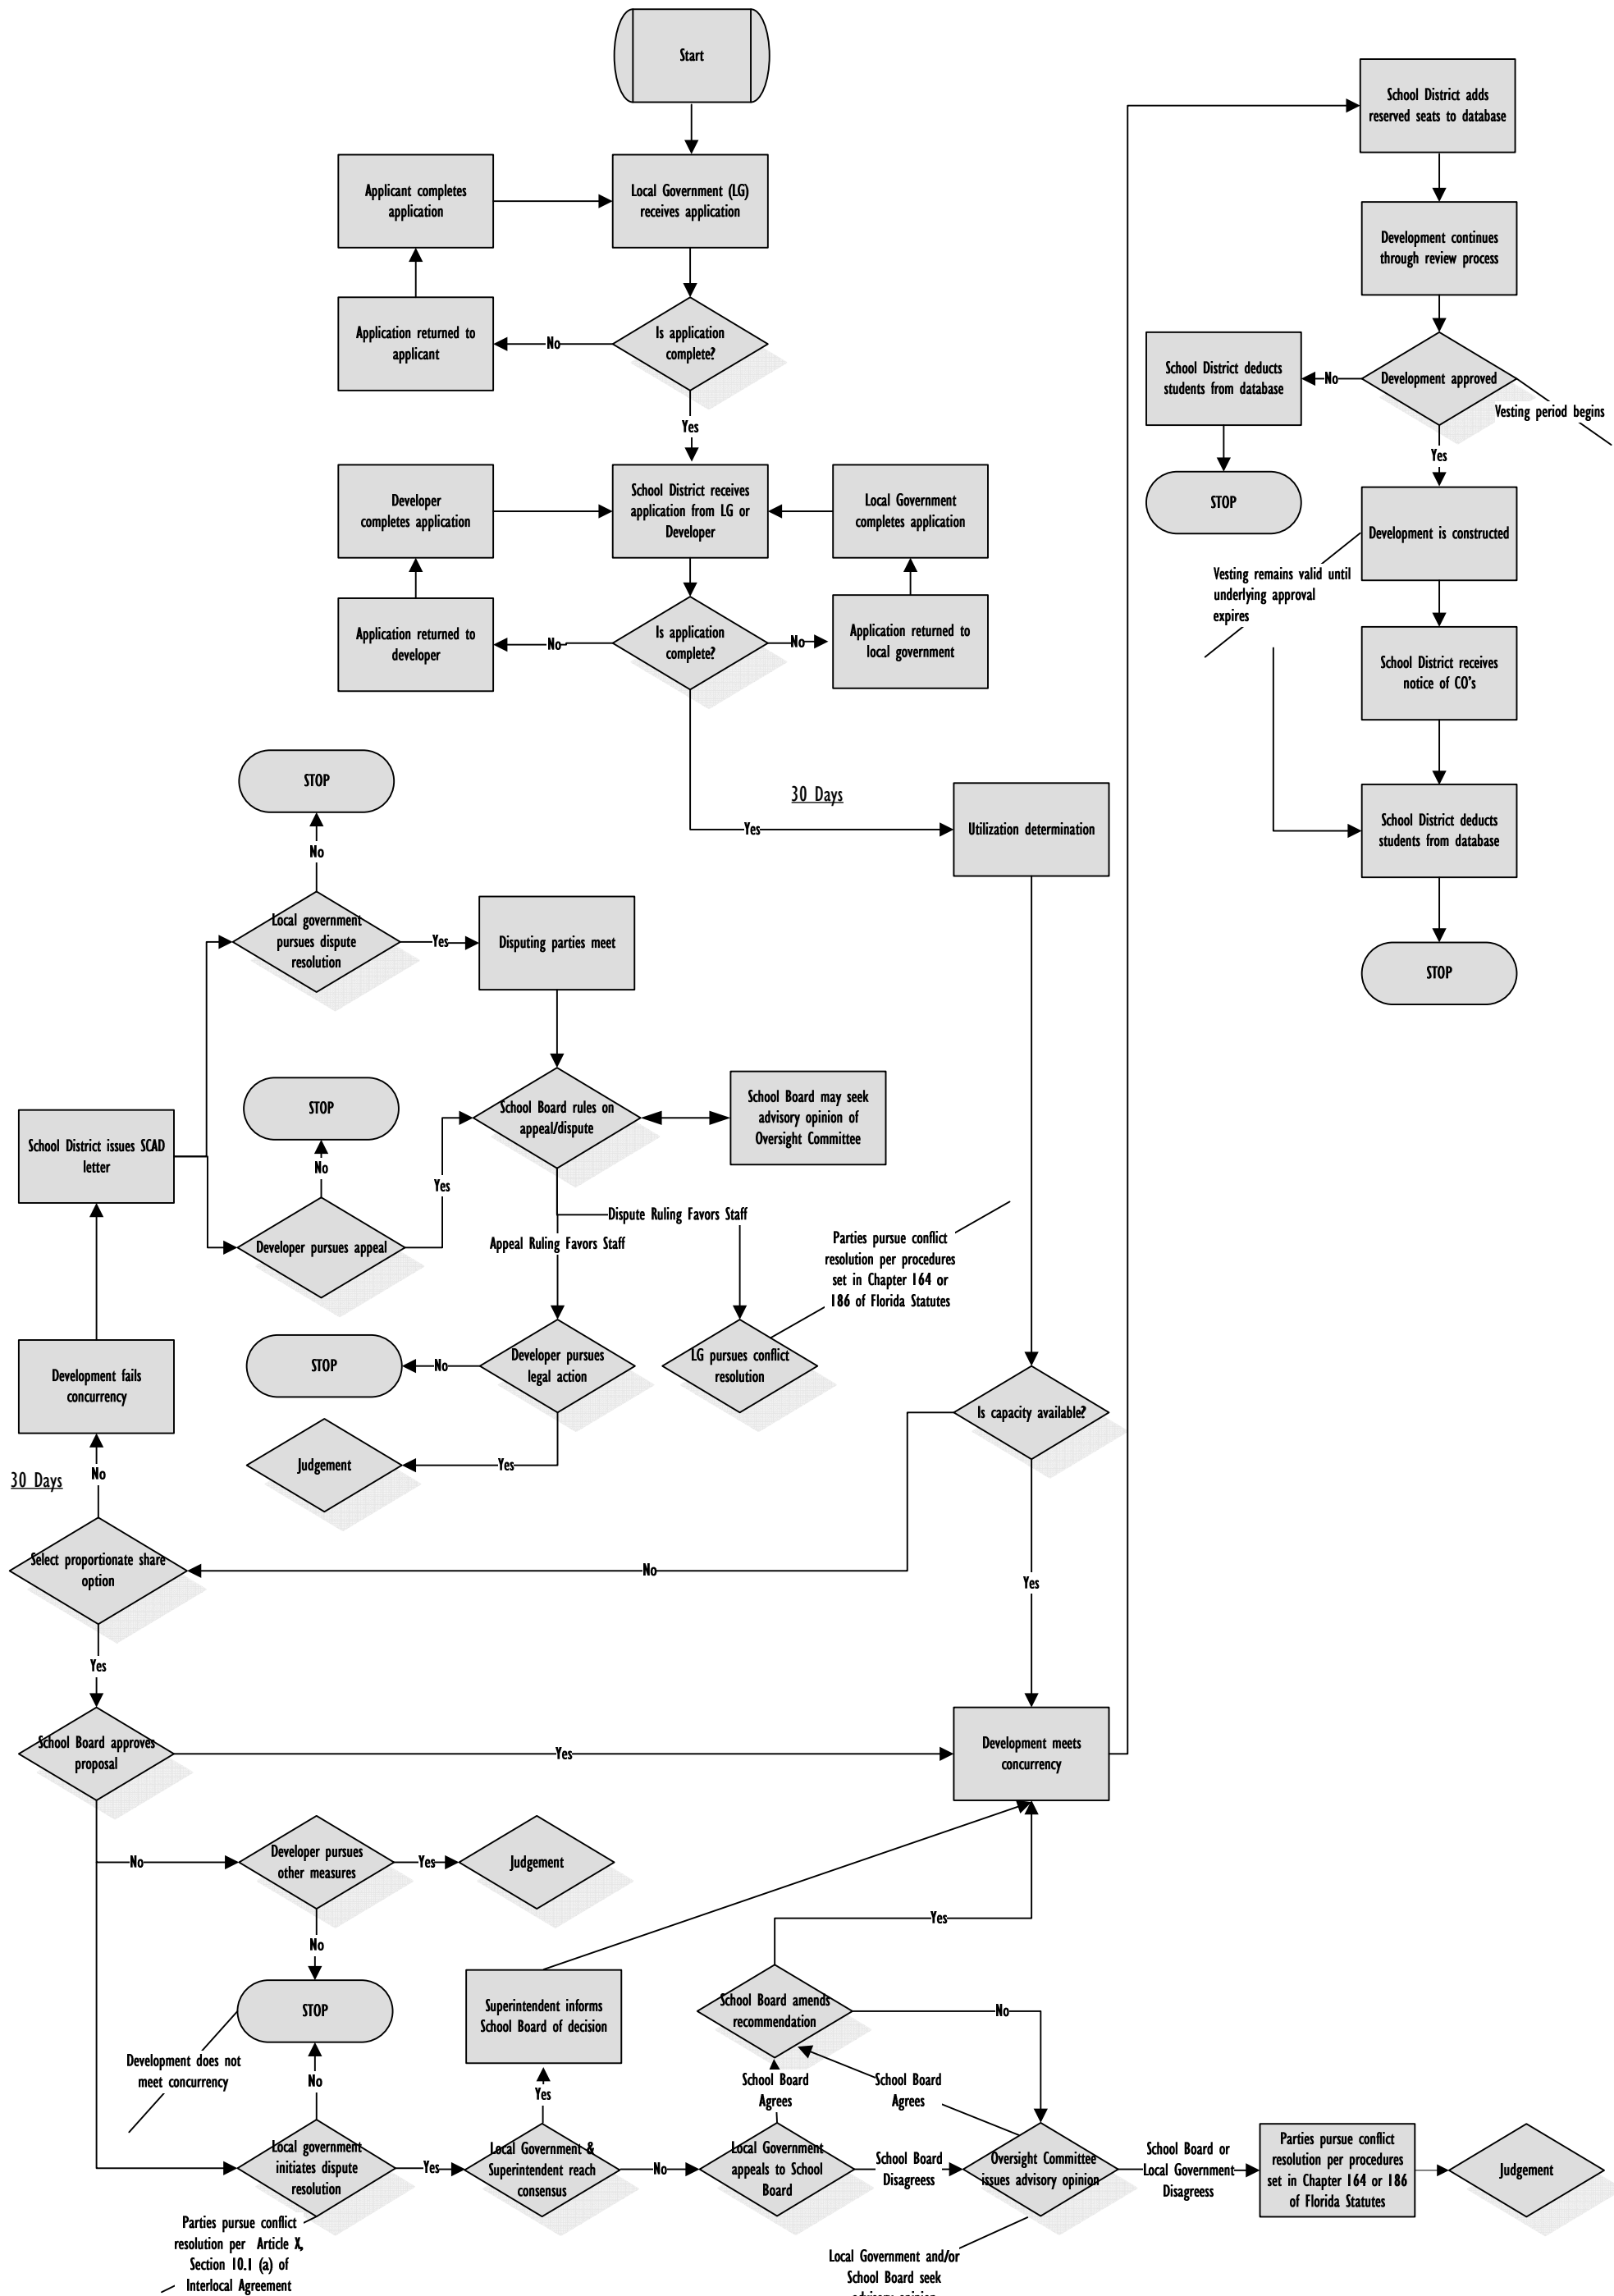 Start
Local Government (LG)
receives application
Applicant completes
application
Application returned to
applicant
No
Is application
complete?
Yes
School District receives
application from LG or
Developer
Developer
completes application
Local Government
completes application
Application returned to
developer
No
Is application
complete?
No
Application returned to
local government
30 Days
Yes
Utilization determination
School District adds
reserved seats to database
Development continues
through review process
Development approved
No
School District deducts
students from database
STOP
Vesting period begins
Yes
Development is constructed
Vesting remains valid until
underlying approval
expires
School District receives
notice of CO's
School District deducts
students from database
STOP
STOP
No
Local government
pursues dispute
resolution
Yes
Disputing parties meet
STOP
No
School District issues SCAD
letter
Developer pursues appeal
Yes
School Board rules on
appeal/dispute
School Board may seek
advisory opinion of
Oversight Committee
Dispute Ruling Favors Staff
Appeal Ruling Favors Staff
Parties pursue conflict
resolution per procedures
set in Chapter 164 or
186 of Florida Statutes
Development fails
concurrency
STOP
No
Developer pursues
legal action
LG pursues conflict
resolution
Is capacity available?
Judgement
Yes
30 Days
No
Select proportionate share
option
No
Yes
Yes
School Board approves
proposal
Yes
Development meets
concurrency
No
Developer pursues
other measures
Yes
Judgement
No
STOP
Development does not
meet concurrency
No
Local government
initiates dispute
resolution
Parties pursue conflict
resolution per Article X,
Section 10.1 (a) of
Interlocal Agreement
Yes
Superintendent informs
School Board of decision
Yes
Local Government &
Superintendent reach
consensus
No
Yes
School Board amends
recommendation
No
School Board
Agrees
School Board
Agrees
Local Government
appeals to School
Board
School Board
Disagreess
Oversight Committee
issues advisory opinion
School Board or
Local Government
Disagreess
Parties pursue conflict
resolution per procedures
set in Chapter 164 or 186
of Florida Statutes
Judgement
Local Government and/or
School Board seek